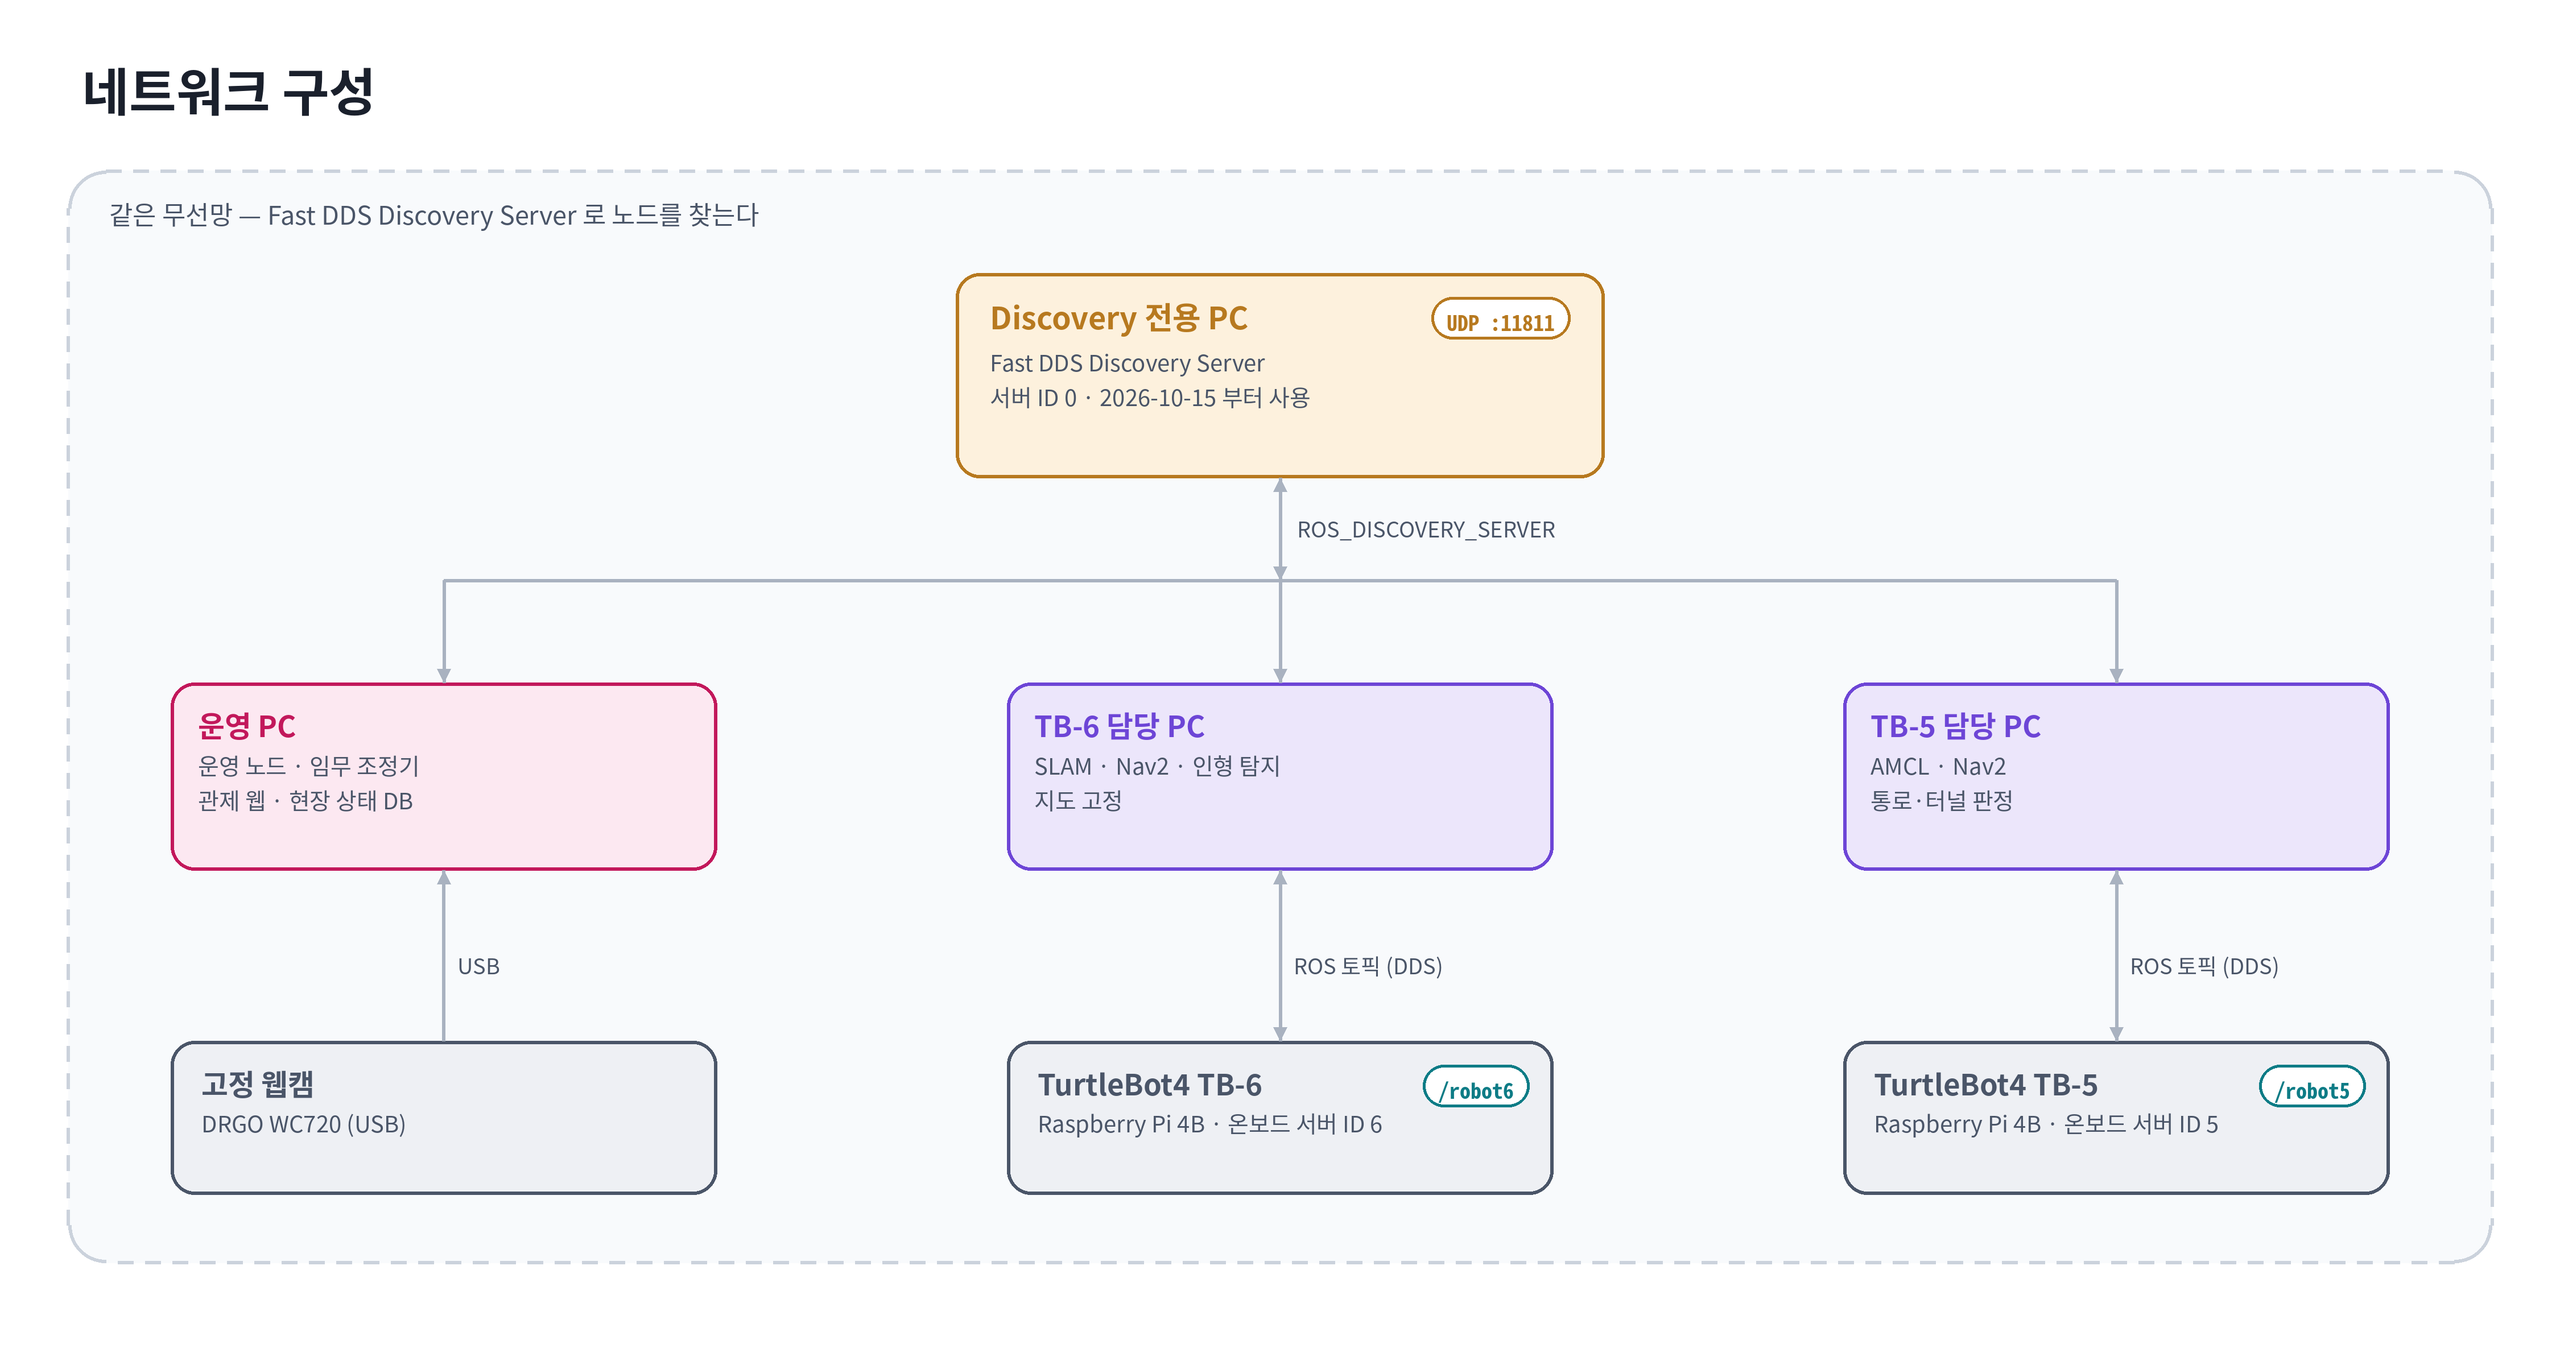 네트워크 구성
같은 무선망 — Fast DDS Discovery Server 로 노드를 찾는다
Discovery 전용 PC
UDP :11811
Fast DDS Discovery Server
서버 ID 0 · 2026-10-15 부터 사용
ROS_DISCOVERY_SERVER
운영 PC
운영 노드 · 임무 조정기
관제 웹 · 현장 상태 DB
TB-6 담당 PC
SLAM · Nav2 · 인형 탐지
지도 고정
TB-5 담당 PC
AMCL · Nav2
통로·터널 판정
USB
ROS 토픽 (DDS)
ROS 토픽 (DDS)
고정 웹캠
DRGO WC720 (USB)
TurtleBot4 TB-6
/robot6
Raspberry Pi 4B · 온보드 서버 ID 6
TurtleBot4 TB-5
/robot5
Raspberry Pi 4B · 온보드 서버 ID 5